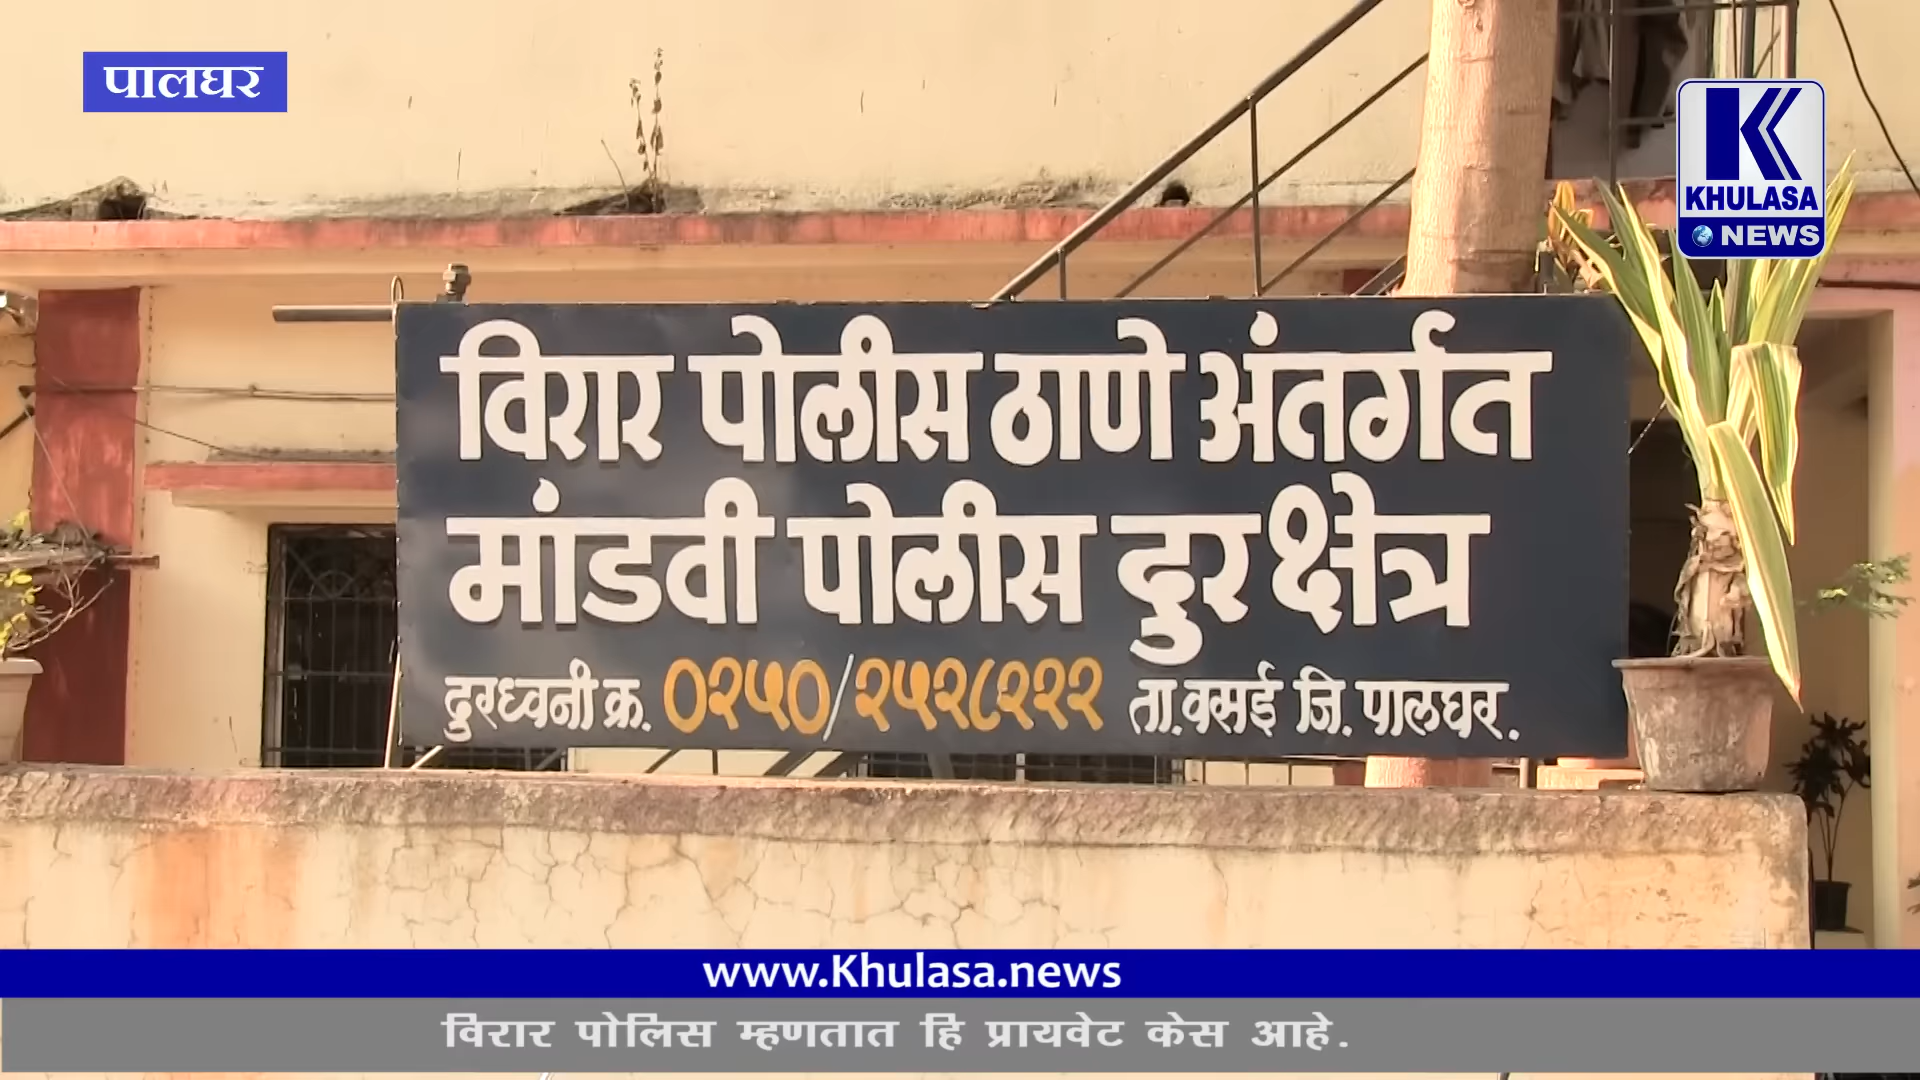 पालघर
K
KHULASA
NEWS
विरार पोलीस ठाणे अंतर्गत
मांडवी पोलीस दुरक्षेत्र
दुरध्वनी क्र. ०२५०/२५२८२२२ ता.वसई जि. पालघर.
www.Khulasa.news
विरार पोलिस म्हणतात हि प्रायवेट केस आहे.